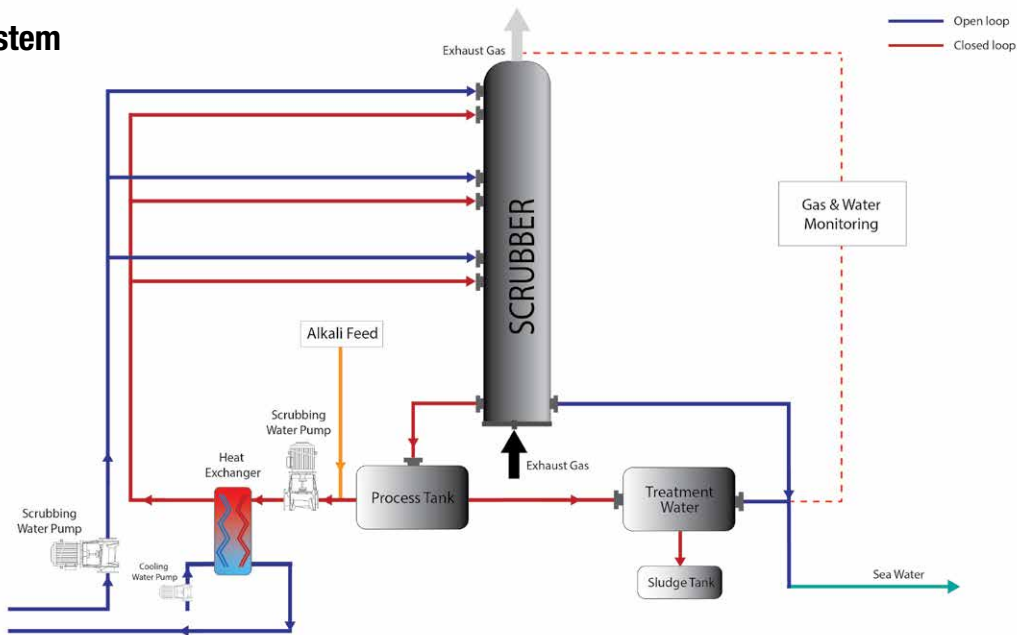 stem
Exhaust Gas
Open loop
Closed loop
SCRUBBER
Gas & Water
Monitoring
Alkali Feed
Scrubbing
Water Pump
Heat
Exchanger
Exhaust Gas
Process Tank
Treatment
Water
Scrubbing
Water Pump
Cooling
Water Pump
Sludge Tank
Sea Water